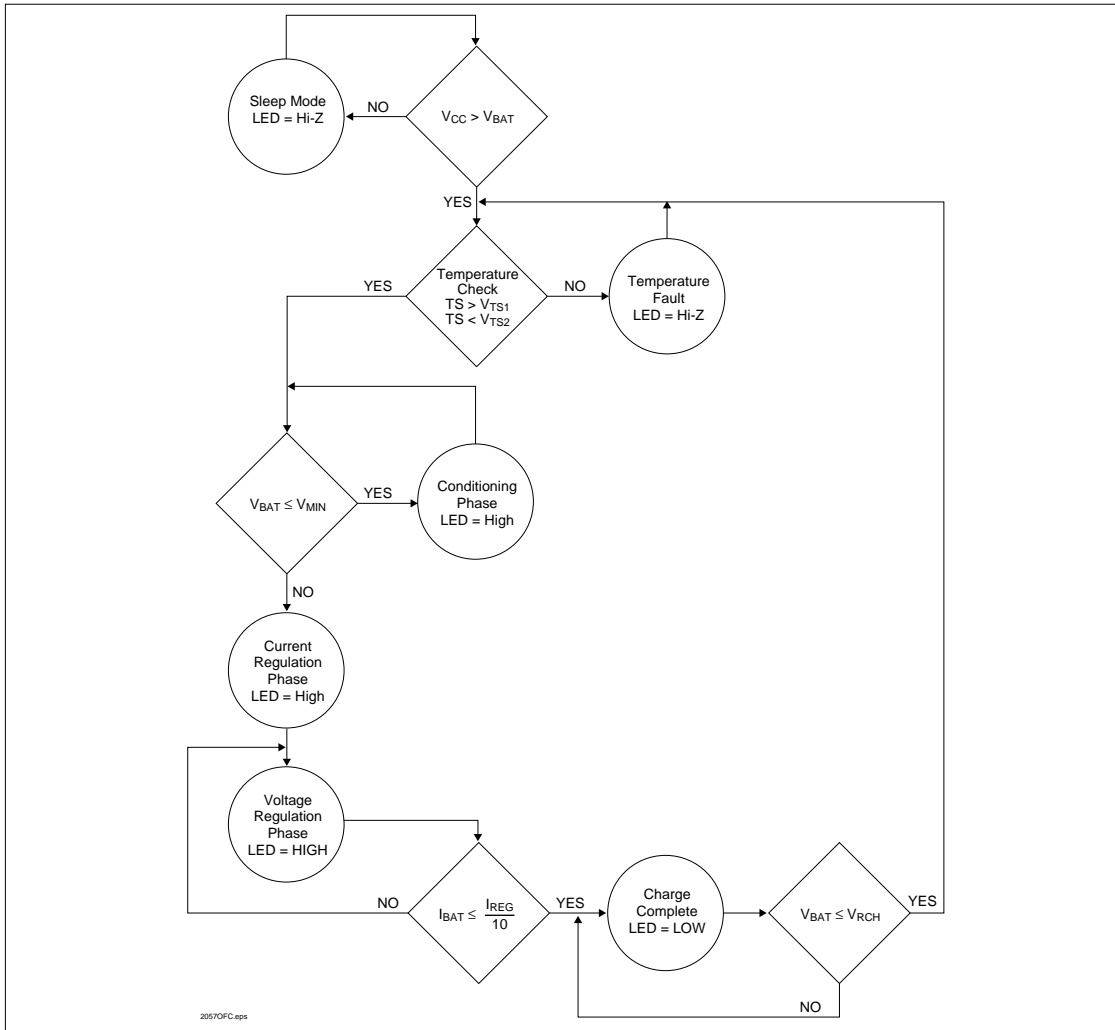 Sleep Mode
LED = Hi-Z
NO
VCC > VBAT
YES
YES
Temperature
Check
TS > VTS1
TS < VTS2
NO
Temperature
Fault
LED = Hi-Z
VBAT ≤ VMIN
YES
Conditioning
Phase
LED = High
NO
Current
Regulation
Phase
LED = High
Voltage
Regulation
Phase
LED = HIGH
NO
IBAT ≤ IREG
10
YES
Charge
Complete
LED = LOW
VBAT ≤ VRCH
YES
NO
2057OFC.eps